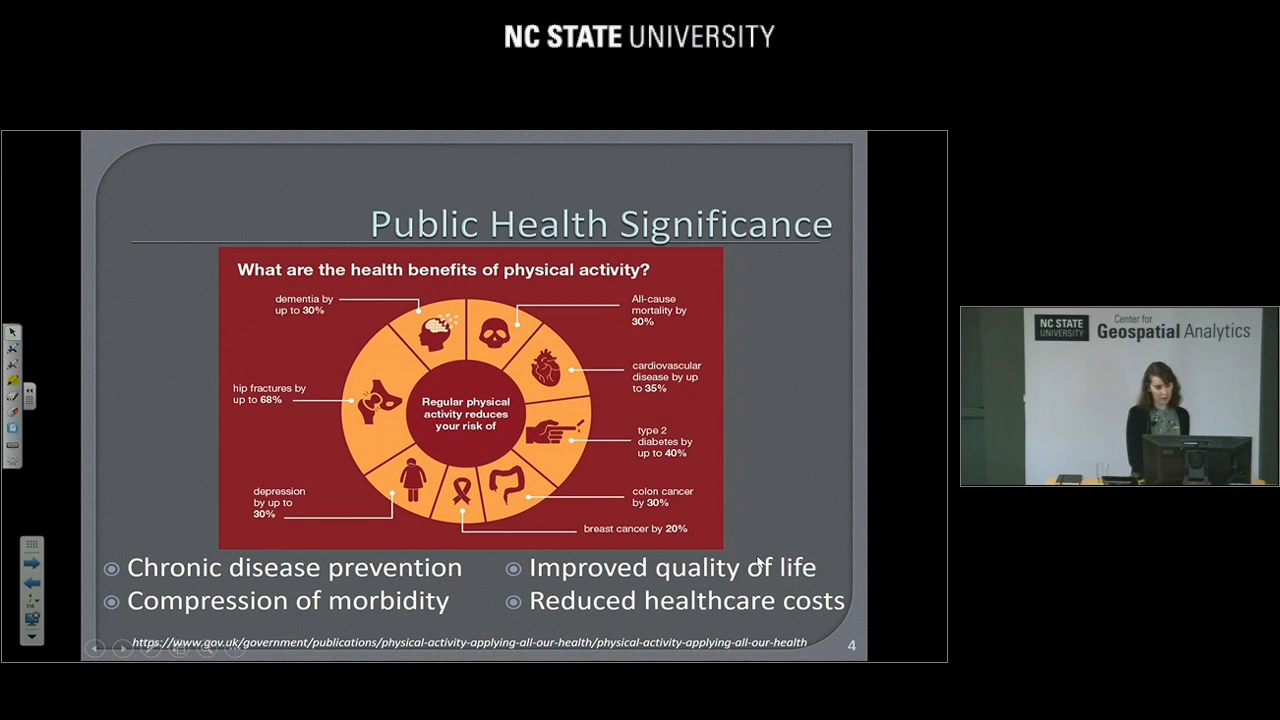 NC STATE UNIVERSITY
Public Health Significance
What are the health benefits of physical activity?
dementia by
up to 30%
All-cause
mortality by
30%
cardiovascular
disease by up
to 35%
hip fractures by
up to 68%
Regular physical
activity reduces
your risk of
type 2
diabetes by
up to 40%
depression
by up to
30%
colon cancer
by 30%
breast cancer by 20%
Chronic disease prevention
Compression of morbidity
Improved quality of life
Reduced healthcare costs
https://www.gov.uk/government/publications/physical-activity-applying-all-our-health/physical-activity-applying-all-our-health
4
NC STATE
UNIVERSITY
Center for
Geospatial Analytics